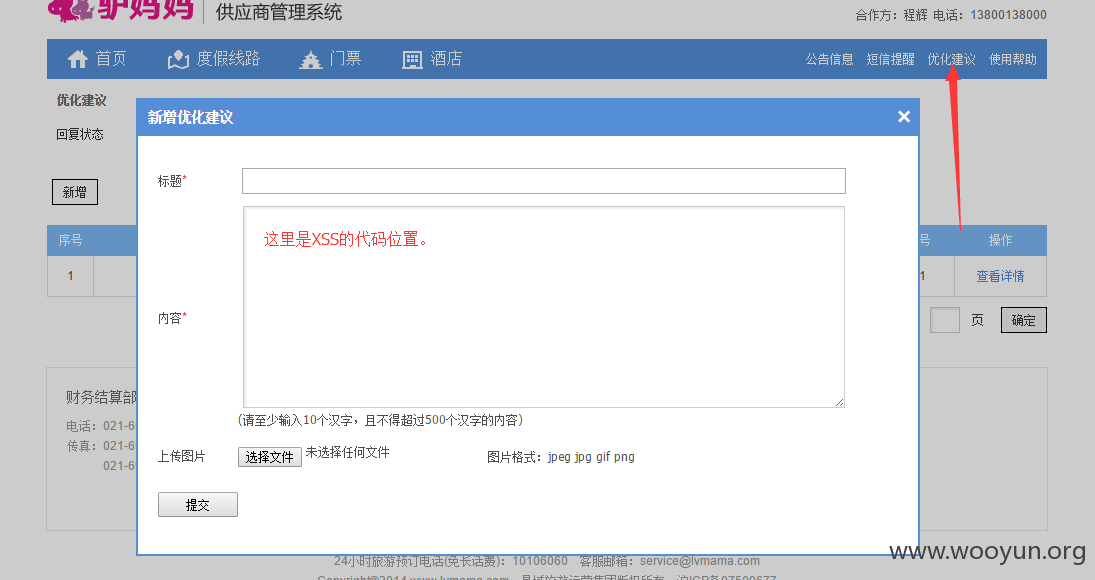 驴妈妈 供应商管理系统
合作方：程辉 电话：13800138000
首页 度假线路 门票 酒店 公告信息 短信提醒 优化建议 使用帮助
优化建议
新增优化建议 ×
回复状态
标题*
新增
这里是XSS的代码位置。
序号 号 操作
1 1 查看详情
内容*
页 确定
财务结算部
(请至少输入10个汉字，且不得超过500个汉字的内容)
电话：021-6
传真：021-6
上传图片 选择文件 未选择任何文件 图片格式：jpeg jpg gif png
021-6
提交
www.wooyun.org
24小时旅游预订电话(免长话费)：10106060 客服邮箱：service@lvmama.com